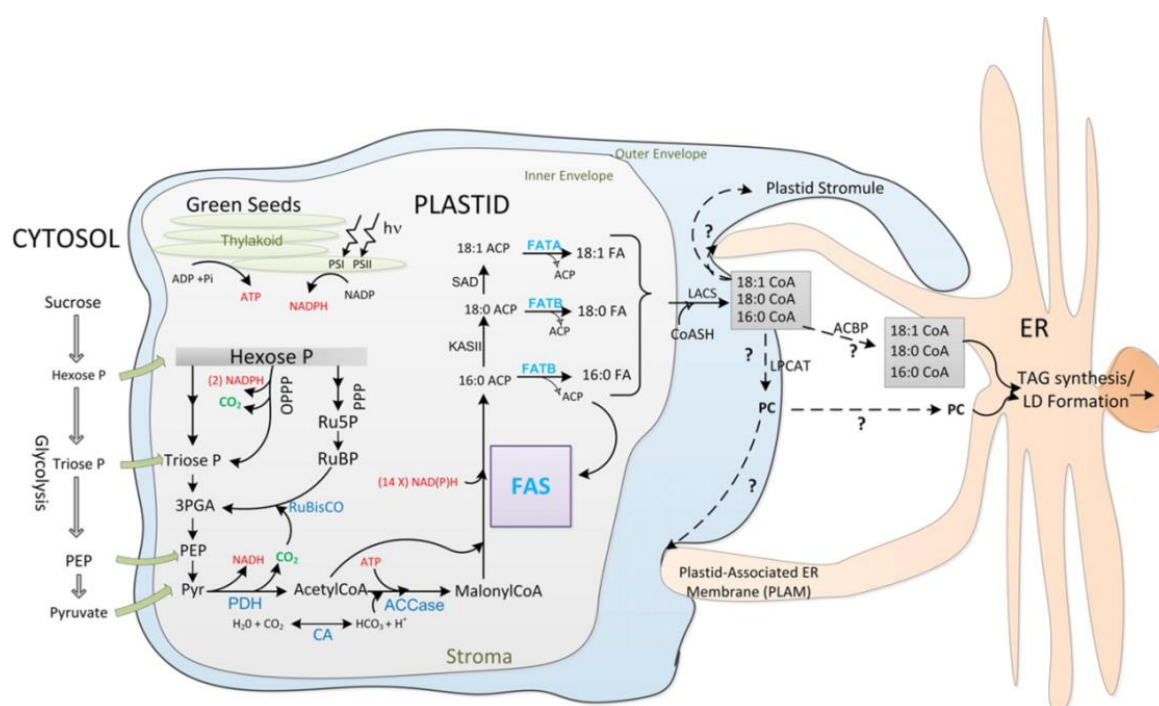 Outer Envelope
Inner Envelope
Plastid Stromule
Green Seeds
PLASTID
CYTOSOL
Thylakoid
hν
PSI PSII
ADP +Pi
ATP
NADPH
NADP
18:1 ACP
FATA
18:1 FA
ACP
SAD
18:0 ACP
FATB
18:0 FA
ACP
KASII
16:0 ACP
FATB
16:0 FA
ACP
LACS
CoASH
?
18:1 CoA
18:0 CoA
16:0 CoA
ACBP
?
18:1 CoA
18:0 CoA
16:0 CoA
ER
TAG synthesis/
LD Formation
?
LPCAT
PC
?
PC
?
Sucrose
Hexose P
Glycolysis
Triose P
PEP
Pyruvate
Hexose P
(2) NADPH
CO₂
OPPP
PPP
Ru5P
RuBP
Triose P
3PGA
RuBisCO
PEP
NADH
CO₂
Pyr
PDH
AcetylCoA
ATP
ACCase
MalonylCoA
H₂0 + CO₂
CA
HCO₃ + H⁺
(14 X) NAD(P)H
FAS
Stroma
Plastid-Associated ER
Membrane (PLAM)